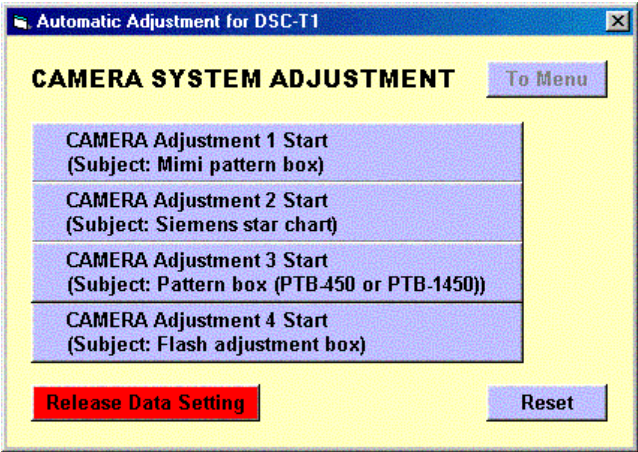 Automatic Adjustment for DSC-T1
CAMERA SYSTEM ADJUSTMENT
To Menu
CAMERA Adjustment 1 Start
(Subject: Mimi pattern box)
CAMERA Adjustment 2 Start
(Subject: Siemens star chart)
CAMERA Adjustment 3 Start
(Subject: Pattern box (PTB-450 or PTB-1450))
CAMERA Adjustment 4 Start
(Subject: Flash adjustment box)
Release Data Setting
Reset